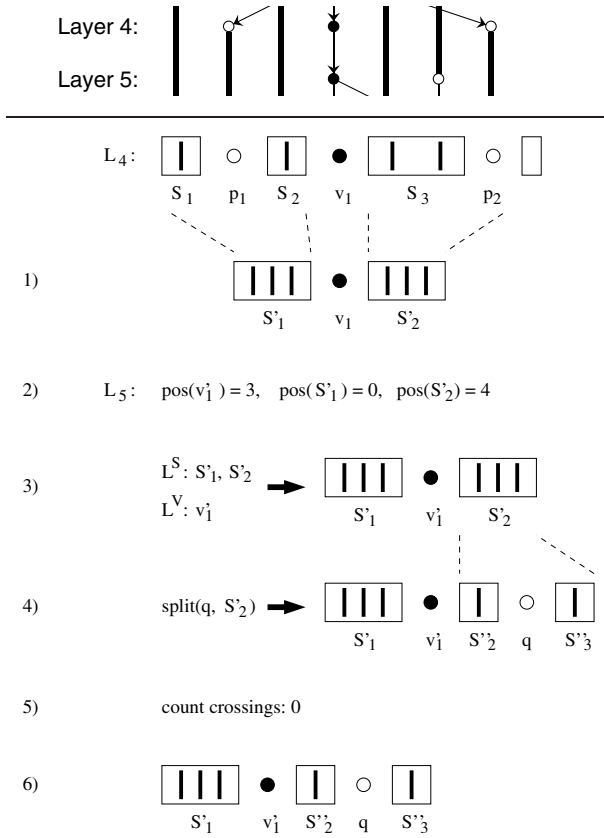 Layer 4:
Layer 5:
L₄:
S₁ p₁ S₂ v₁ S₃ p₂
1)
S'₁ v₁ S'₂
2) L₅: pos(v'₁) = 3, pos(S'₁) = 0, pos(S'₂) = 4
3) Lˢ: S'₁, S'₂
Lⱽ: v'₁
S'₁ v'₁ S'₂
4) split(q, S'₂)
S'₁ v'₁ S''₂ q S''₃
5) count crossings: 0
6)
S'₁ v'₁ S''₂ q S''₃